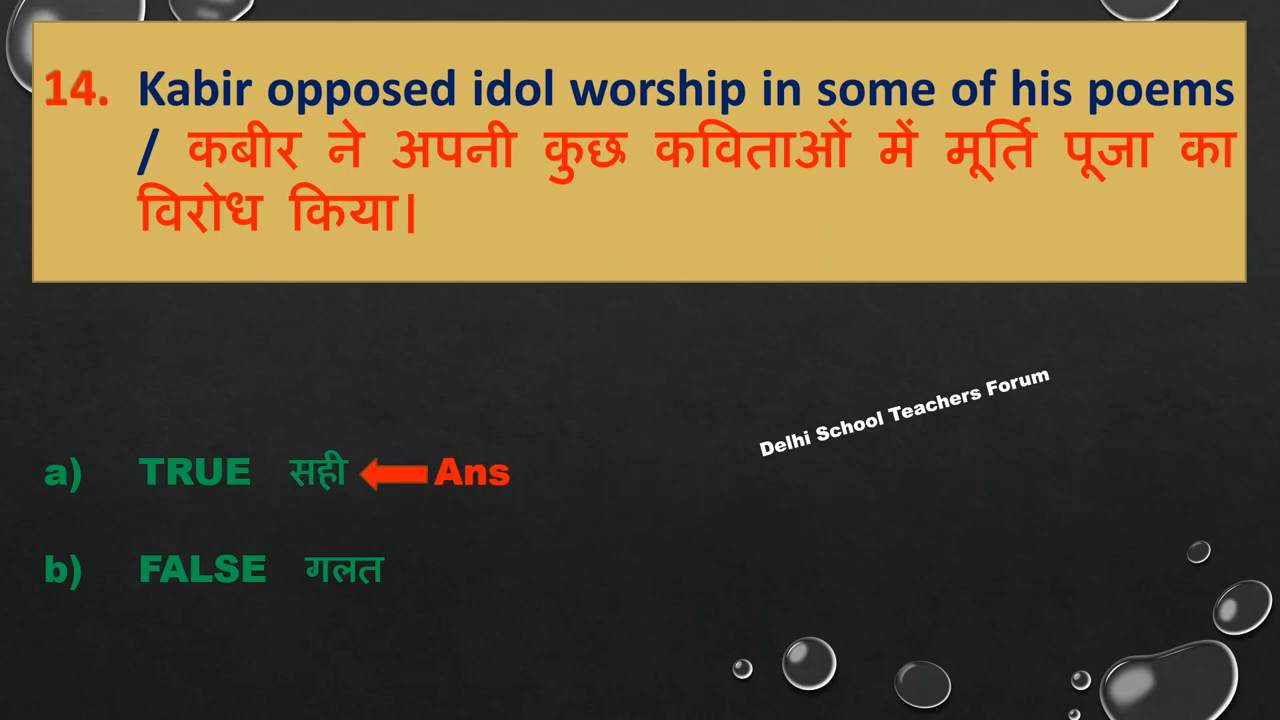 14. Kabir opposed idol worship in some of his poems
/ कबीर ने अपनी कुछ कविताओं में मूर्ति पूजा का
विरोध किया।
Delhi School Teachers Forum
a) TRUE सही Ans
b) FALSE गलत